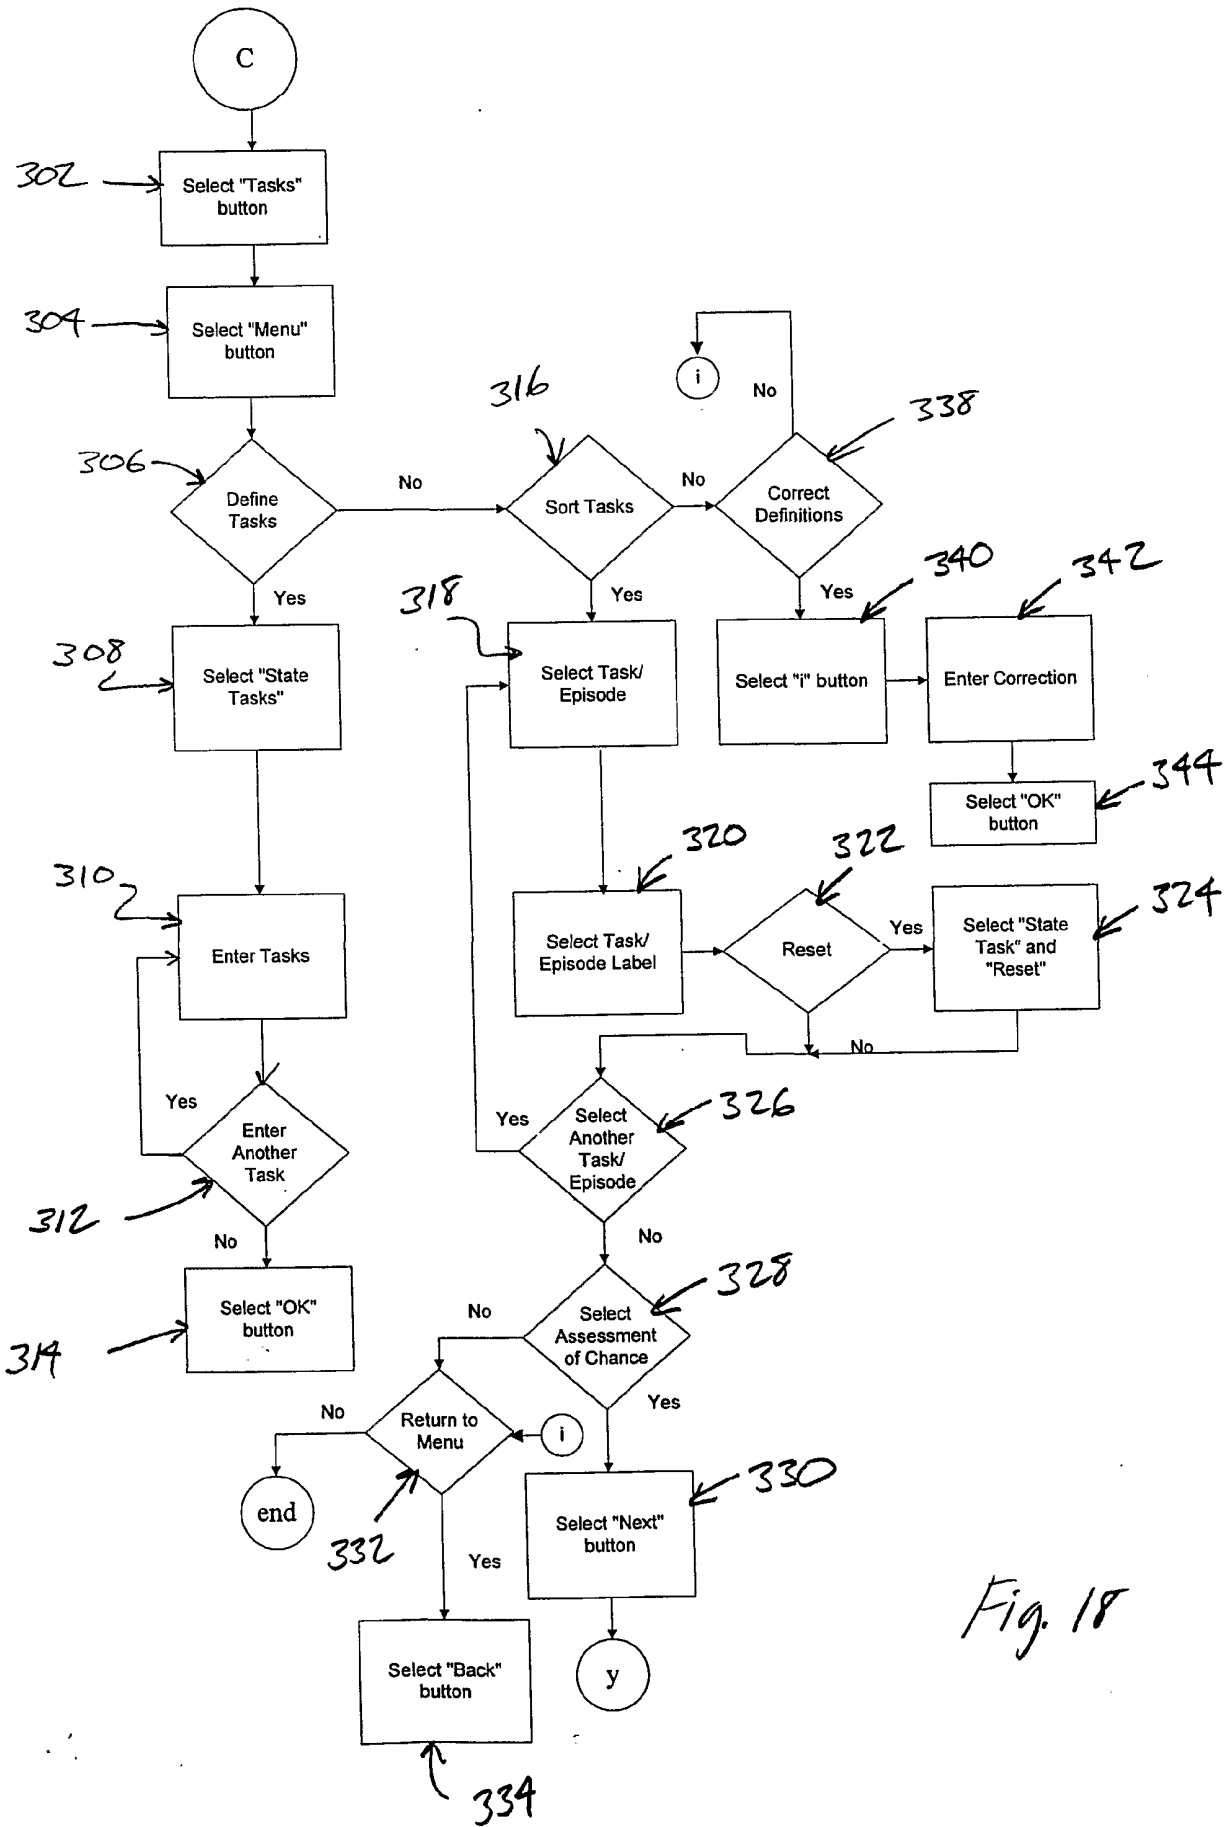 C
302
Select "Tasks"
button
304
Select "Menu"
button
316
i
No
338
306
Define
Tasks
No
Sort Tasks
No
Correct
Definitions
Yes
318
Yes
340
Yes
342
308
Select "State
Tasks"
Select Task/
Episode
Select "i" button
Enter Correction
Select "OK"
button
344
310
320
322
324
Enter Tasks
Select Task/
Episode Label
Reset
Yes
Select "State
Task" and
"Reset"
No
Yes
Enter
Another
Task
312
Yes
Select
Another
Task/
Episode
326
No
No
Select "OK"
button
314
328
No
Select
Assessment
of Chance
Yes
No
Return to
Menu
i
end
332
Yes
330
Select "Next"
button
Fig. 18
Select "Back"
button
y
334